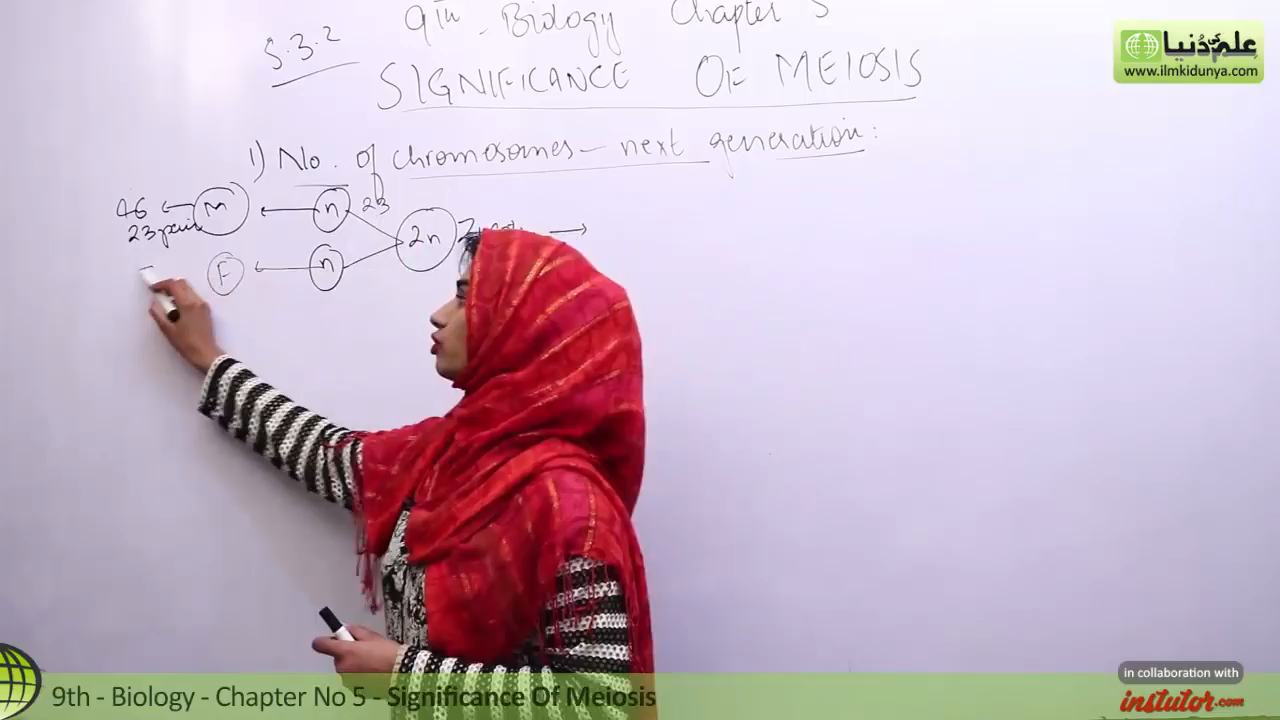 9th - Biology Chapter 5
5.3.2
SIGNIFICANCE OF MEIOSIS
1) No. of chromosomes - next generation:
46 ← M ← n 23
23 pairs
2n
F ← n
علم کی دُنیا
www.ilmkidunya.com
9th - Biology - Chapter No 5 - Significance Of Meiosis
in collaboration with
instutor.com